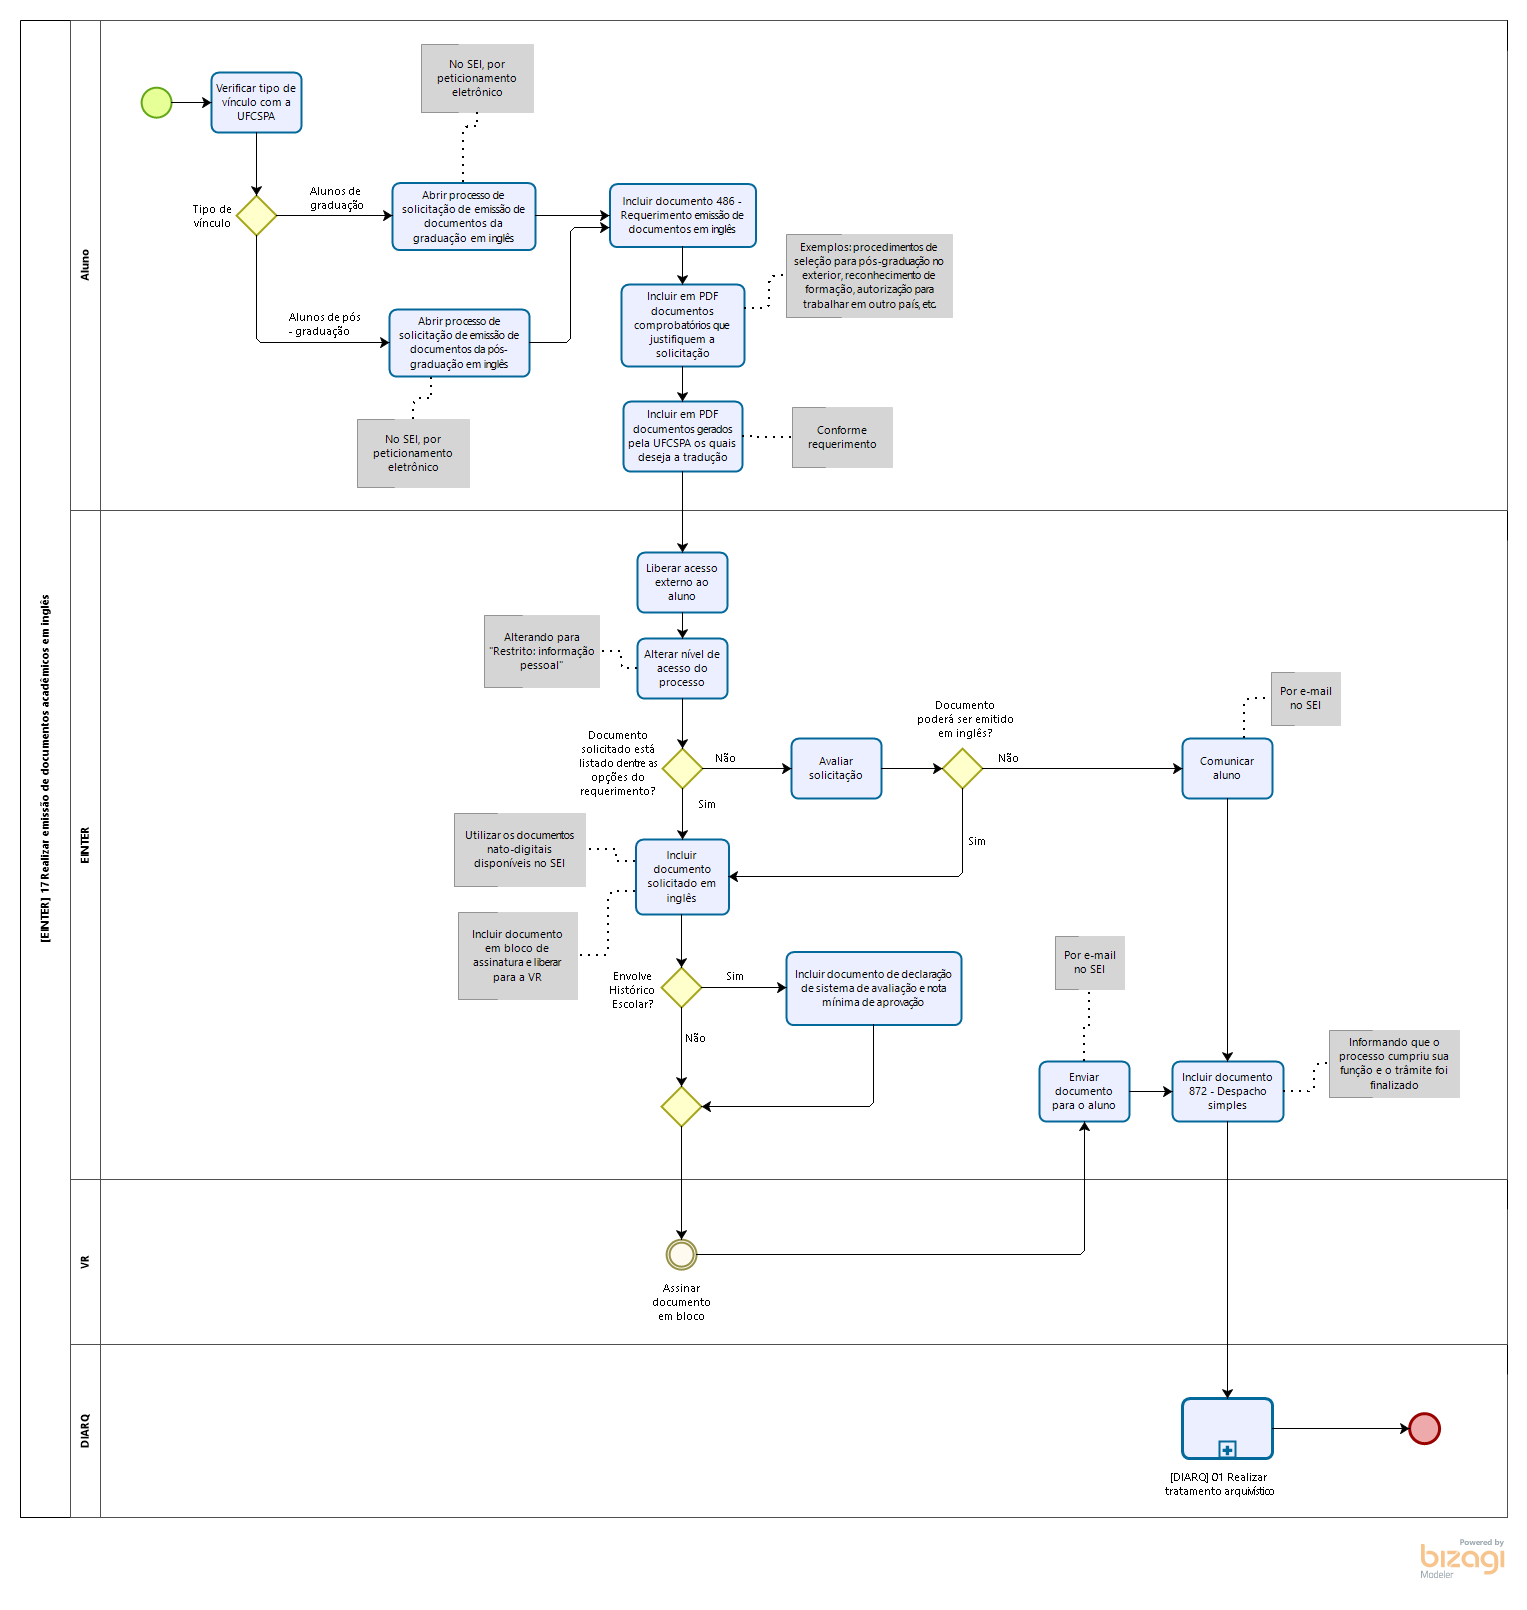 [EINTER] 17 Realizar emissão de documentos acadêmicos em inglês
Aluno
No SEI, por
peticionamento
eletrônico
Verificar tipo de
vínculo com a
UFCSPA
Tipo de
vínculo
Alunos de
graduação
Abrir processo de
solicitação de emissão de
documentos da
graduação em inglês
Incluir documento 486 -
Requerimento emissão de
documentos em inglês
Exemplos: procedimentos de
seleção para pós-graduação no
exterior, reconhecimento de
formação, autorização para
trabalhar em outro país, etc.
Alunos de pós
- graduação
Abrir processo de
solicitação de emissão de
documentos da pós-
graduação em inglês
Incluir em PDF
documentos
comprobatórios que
justifiquem a
solicitação
No SEI, por
peticionamento
eletrônico
Incluir em PDF
documentos gerados
pela UFCSPA os quais
deseja a tradução
Conforme
requerimento
EINTER
Liberar acesso
externo ao
aluno
Alterando para
"Restrito: informação
pessoal"
Alterar nível de
acesso do
processo
Documento
solicitado está
listado dentre as
opções do
requerimento?
Não
Sim
Avaliar
solicitação
Documento
poderá ser emitido
em inglês?
Não
Sim
Por e-mail
no SEI
Comunicar
aluno
Utilizar os documentos
nato-digitais
disponíveis no SEI
Incluir
documento
solicitado em
inglês
Incluir documento
em bloco de
assinatura e liberar
para a VR
Envolve
Histórico
Escolar?
Sim
Não
Incluir documento de declaração
de sistema de avaliação e nota
mínima de aprovação
Por e-mail
no SEI
Enviar
documento
para o aluno
Incluir documento
872 - Despacho
simples
Informando que o
processo cumpriu sua
função e o trâmite foi
finalizado
VR
Assinar
documento
em bloco
DIARQ
[DIARQ] 01 Realizar
tratamento arquivístico
Powered by
bizagi
Modeler